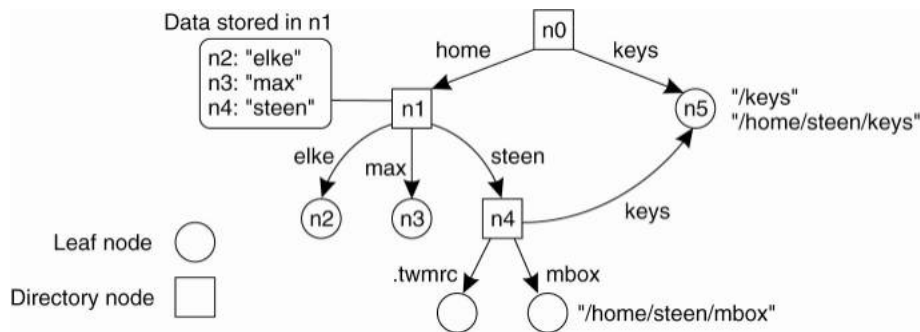 Data stored in n1
n2: "elke"
n3: "max"
n4: "steen"
n0
home
keys
n1
n5
"/keys"
"/home/steen/keys"
elke
max
steen
n2
n3
n4
keys
Leaf node
.twmrc
mbox
Directory node
"/home/steen/mbox"